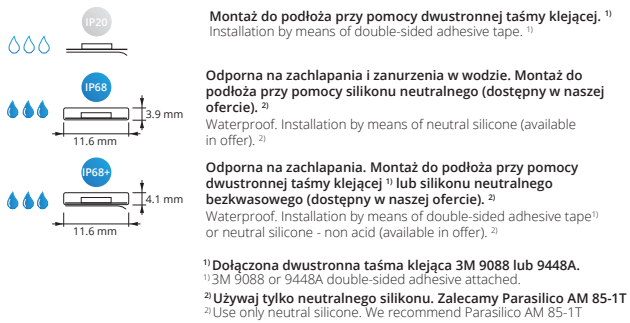 IP20
Montaż do podłoża przy pomocy dwustronnej taśmy klejącej. 1)
Installation by means of double-sided adhesive tape. 1)
IP68
3.9 mm
11.6 mm
Odporna na zachlapania i zanurzenia w wodzie. Montaż do
podłoża przy pomocy silikonu neutralnego (dostępny w naszej
ofercie). 2)
Waterproof. Installation by means of neutral silicone (available
in offer). 2)
IP68+
4.1 mm
11.6 mm
Odporna na zachlapania. Montaż do podłoża przy pomocy
dwustronnej taśmy klejącej 1) lub silikonu neutralnego
bezkwasowego (dostępny w naszej ofercie). 2)
Waterproof. Installation by means of double-sided adhesive tape1)
or neutral silicone - non acid (available in offer). 2)
1) Dołączona dwustronna taśma klejąca 3M 9088 lub 9448A.
1) 3M 9088 or 9448A double-sided adhesive attached.
2) Używaj tylko neutralnego silikonu. Zalecamy Parasilico AM 85-1T
2) Use only neutral silicone. We recommend Parasilico AM 85-1T